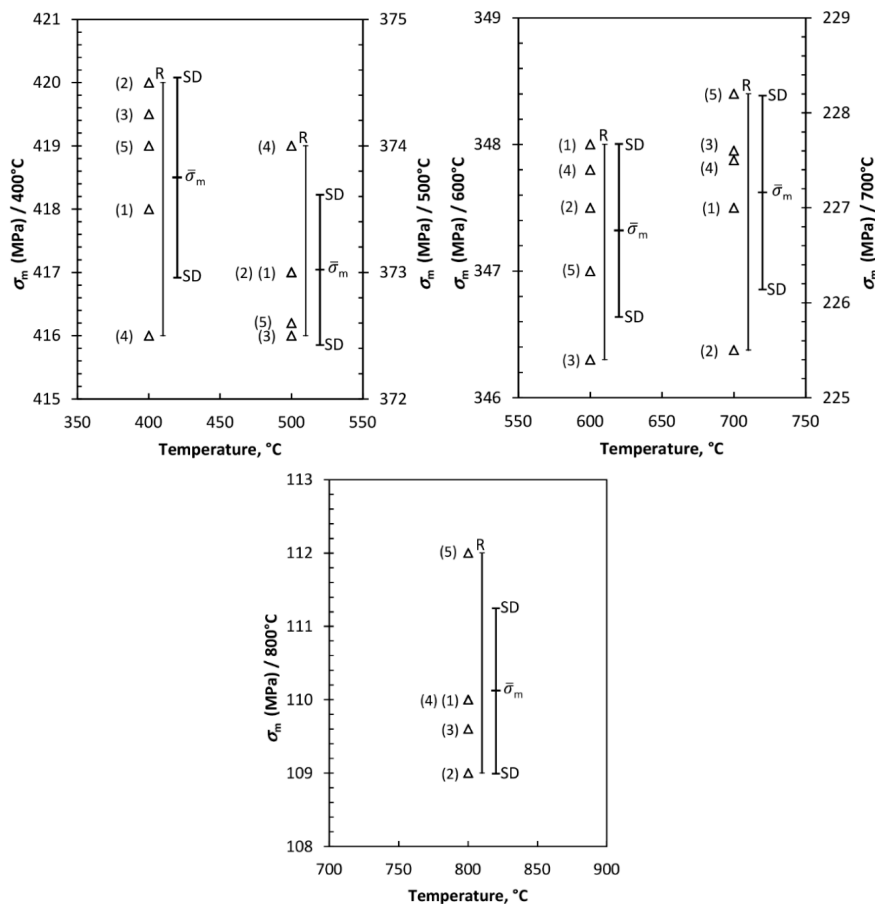 421
420
419
418
417
416
415
σm (MPa) / 400°C
(2) R SD
(3)
(5)
σ̄m
(1)
SD
(4)
(4) R
SD
(2) (1) σ̄m
(5)
(3) SD
375
374
373
372
σm (MPa) / 500°C
350 400 450 500 550
Temperature, °C
349
348
347
346
σm (MPa) / 600°C
(1) R SD
(4)
(2)
σ̄m
(5)
SD
(3)
(5) R SD
(3)
(4)
σ̄m
(1)
SD
(2)
229
228
227
226
225
σm (MPa) / 700°C
550 600 650 700 750
Temperature, °C
113
112
111
110
109
108
σm (MPa) / 800°C
(5) R
SD
σ̄m
(4) (1)
(3)
(2) SD
700 750 800 850 900
Temperature, °C